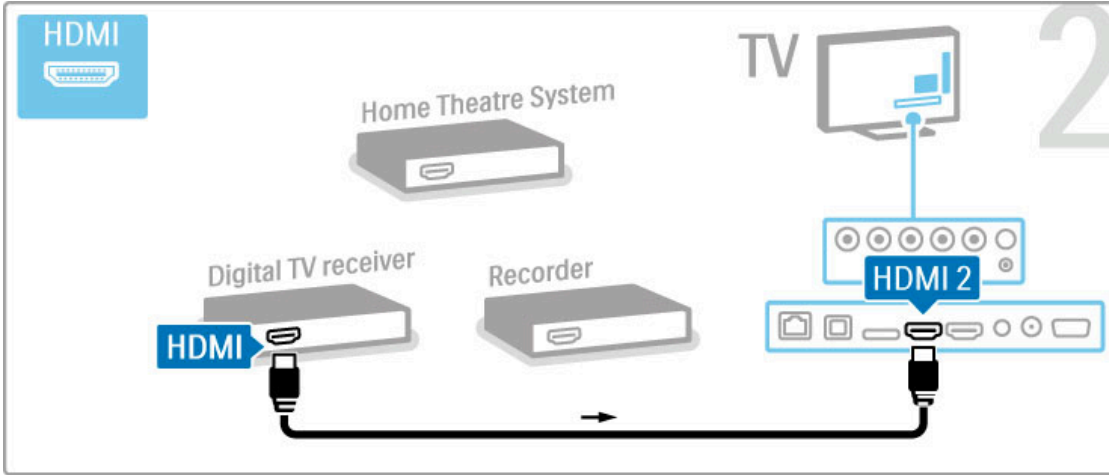 HDMI
TV
2
Home Theatre System
Digital TV receiver
Recorder
HDMI 2
HDMI